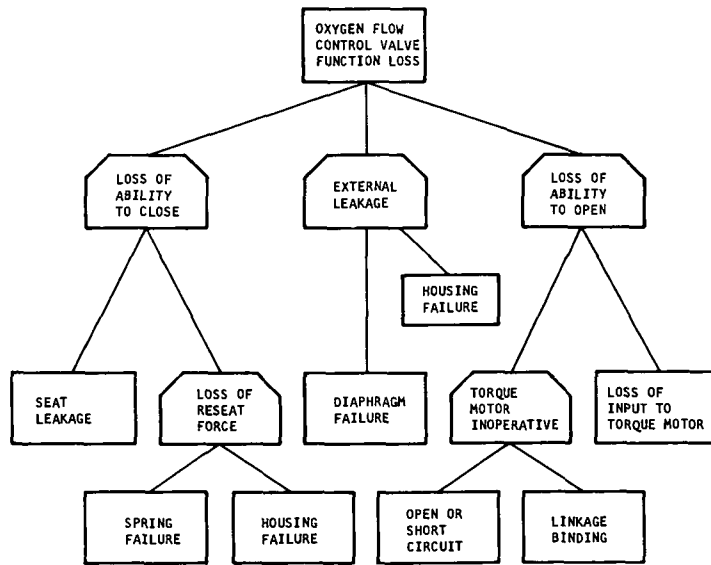 OXYGEN FLOW
CONTROL VALVE
FUNCTION LOSS
LOSS OF
ABILITY
TO CLOSE
EXTERNAL
LEAKAGE
LOSS OF
ABILITY
TO OPEN
HOUSING
FAILURE
SEAT
LEAKAGE
LOSS OF
RESEAT
FORCE
DIAPHRAGM
FAILURE
TORQUE
MOTOR
INOPERATIVE
LOSS OF
INPUT TO
TORQUE MOTOR
SPRING
FAILURE
HOUSING
FAILURE
OPEN OR
SHORT
CIRCUIT
LINKAGE
BINDING